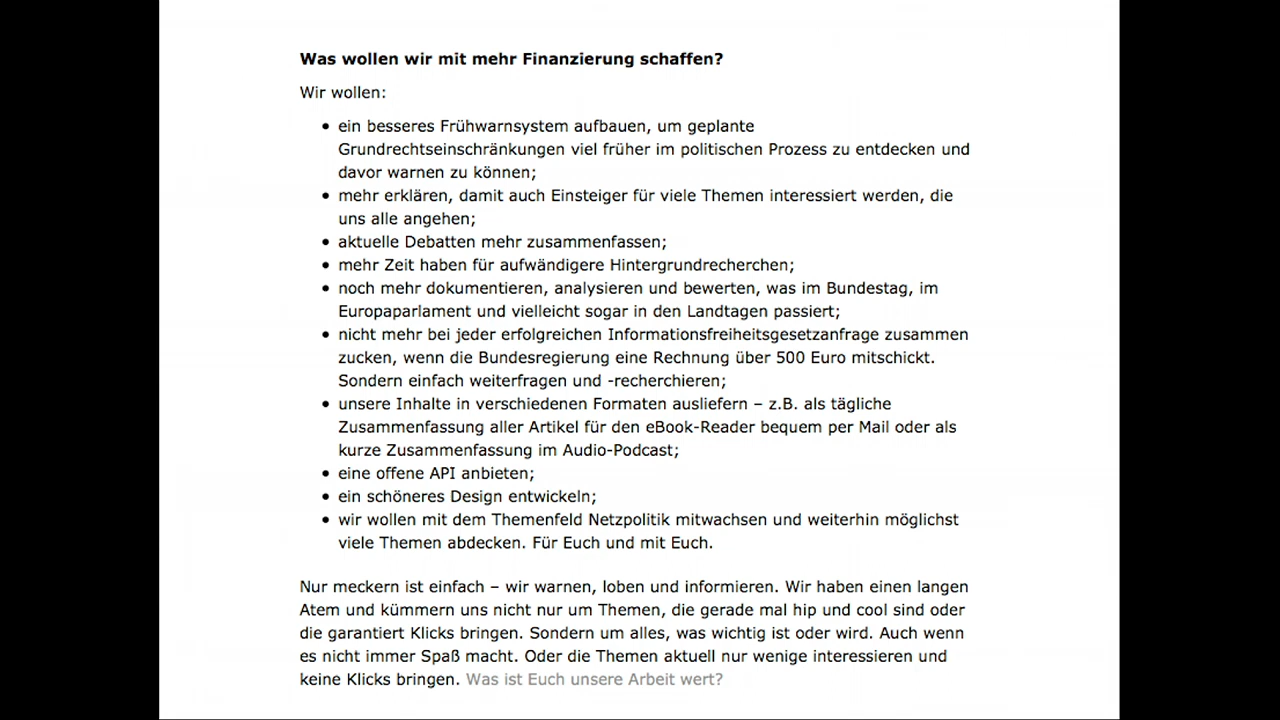 Was wollen wir mit mehr Finanzierung schaffen?
Wir wollen:
• ein besseres Frühwarnsystem aufbauen, um geplante
Grundrechtseinschränkungen viel früher im politischen Prozess zu entdecken und
davor warnen zu können;
• mehr erklären, damit auch Einsteiger für viele Themen interessiert werden, die
uns alle angehen;
• aktuelle Debatten mehr zusammenfassen;
• mehr Zeit haben für aufwändigere Hintergrundrecherchen;
• noch mehr dokumentieren, analysieren und bewerten, was im Bundestag, im
Europaparlament und vielleicht sogar in den Landtagen passiert;
• nicht mehr bei jeder erfolgreichen Informationsfreiheitsgesetzanfrage zusammen
zucken, wenn die Bundesregierung eine Rechnung über 500 Euro mitschickt.
Sondern einfach weiterfragen und -recherchieren;
• unsere Inhalte in verschiedenen Formaten ausliefern – z.B. als tägliche
Zusammenfassung aller Artikel für den eBook-Reader bequem per Mail oder als
kurze Zusammenfassung im Audio-Podcast;
• eine offene API anbieten;
• ein schöneres Design entwickeln;
• wir wollen mit dem Themenfeld Netzpolitik mitwachsen und weiterhin möglichst
viele Themen abdecken. Für Euch und mit Euch.
Nur meckern ist einfach – wir warnen, loben und informieren. Wir haben einen langen
Atem und kümmern uns nicht nur um Themen, die gerade mal hip und cool sind oder
die garantiert Klicks bringen. Sondern um alles, was wichtig ist oder wird. Auch wenn
es nicht immer Spaß macht. Oder die Themen aktuell nur wenige interessieren und
keine Klicks bringen. Was ist Euch unsere Arbeit wert?